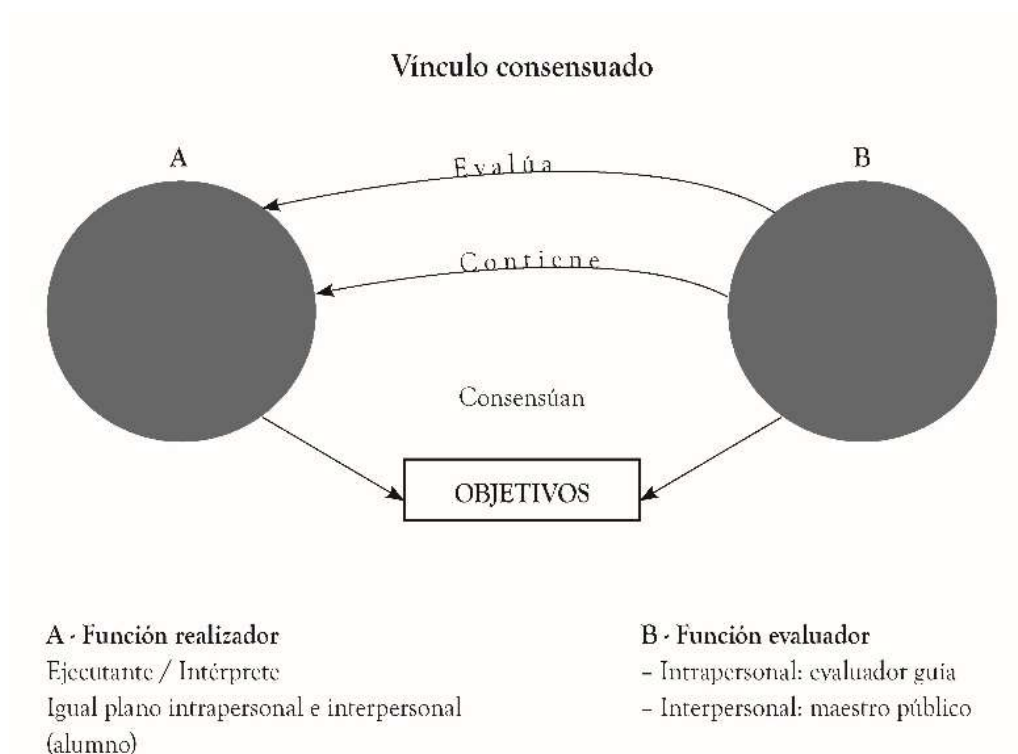 Vínculo consensuado
A
B
Evalúa
Contiene
Consensúan
OBJETIVOS
A - Función realizador
Ejecutante / Intérprete
Igual plano intrapersonal e interpersonal
(alumno)
B - Función evaluador
– Intrapersonal: evaluador guía
– Interpersonal: maestro público